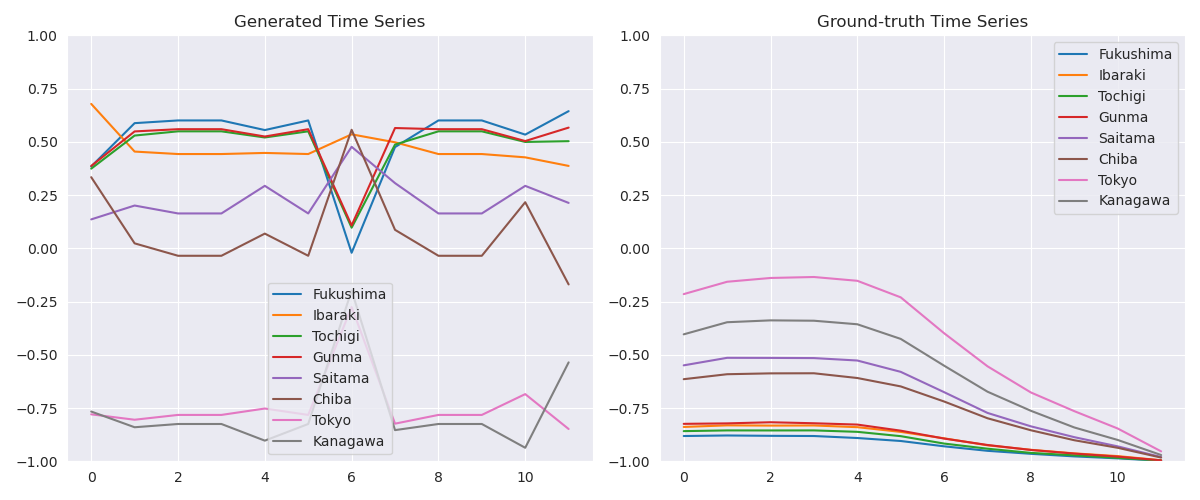 Generated Time Series
1.00
0.75
0.50
0.25
0.00
−0.25
−0.50
−0.75
−1.00
0 2 4 6 8 10
Fukushima
Ibaraki
Tochigi
Gunma
Saitama
Chiba
Tokyo
Kanagawa
Ground-truth Time Series
1.00
0.75
0.50
0.25
0.00
−0.25
−0.50
−0.75
−1.00
0 2 4 6 8 10
Fukushima
Ibaraki
Tochigi
Gunma
Saitama
Chiba
Tokyo
Kanagawa